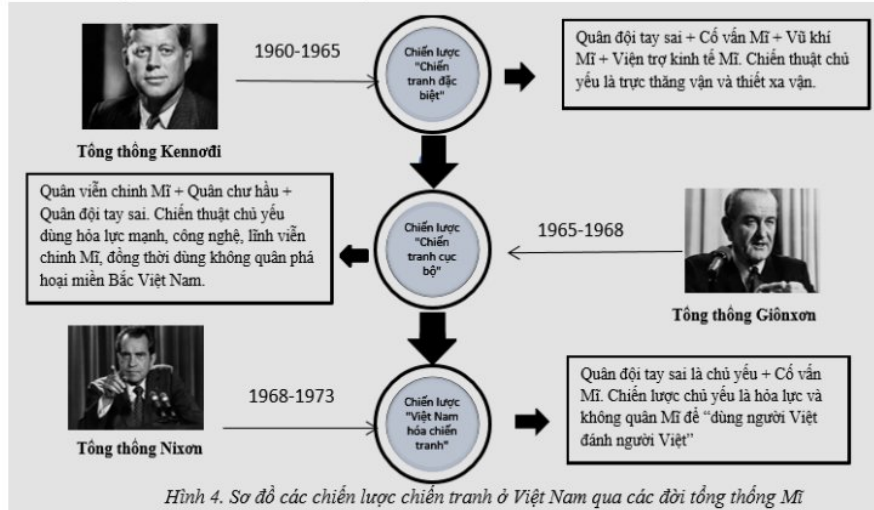 1960-1965
Chiến lược
"Chiến
tranh đặc
biệt"
Quân đội tay sai + Cố vấn Mĩ + Vũ khí
Mĩ + Viện trợ kinh tế Mĩ. Chiến thuật chủ
yếu là trực thăng vận và thiết xa vận.
Tổng thống Kennơđi
Quân viễn chinh Mĩ + Quân chư hầu +
Quân đội tay sai. Chiến thuật chủ yếu
dùng hỏa lực mạnh, công nghệ, lĩnh viễn
chinh Mĩ, đồng thời dùng không quân phá
hoại miền Bắc Việt Nam.
Chiến lược
"Chiến
tranh cục
bộ"
1965-1968
Tổng thống Giônxơn
1968-1973
Chiến lược
"Việt Nam
hóa chiến
tranh"
Quân đội tay sai là chủ yếu + Cố vấn
Mĩ. Chiến lược chủ yếu là hỏa lực và
không quân Mĩ để “dùng người Việt
đánh người Việt”
Tổng thống Nixơn
Hình 4. Sơ đồ các chiến lược chiến tranh ở Việt Nam qua các đời tổng thống Mĩ